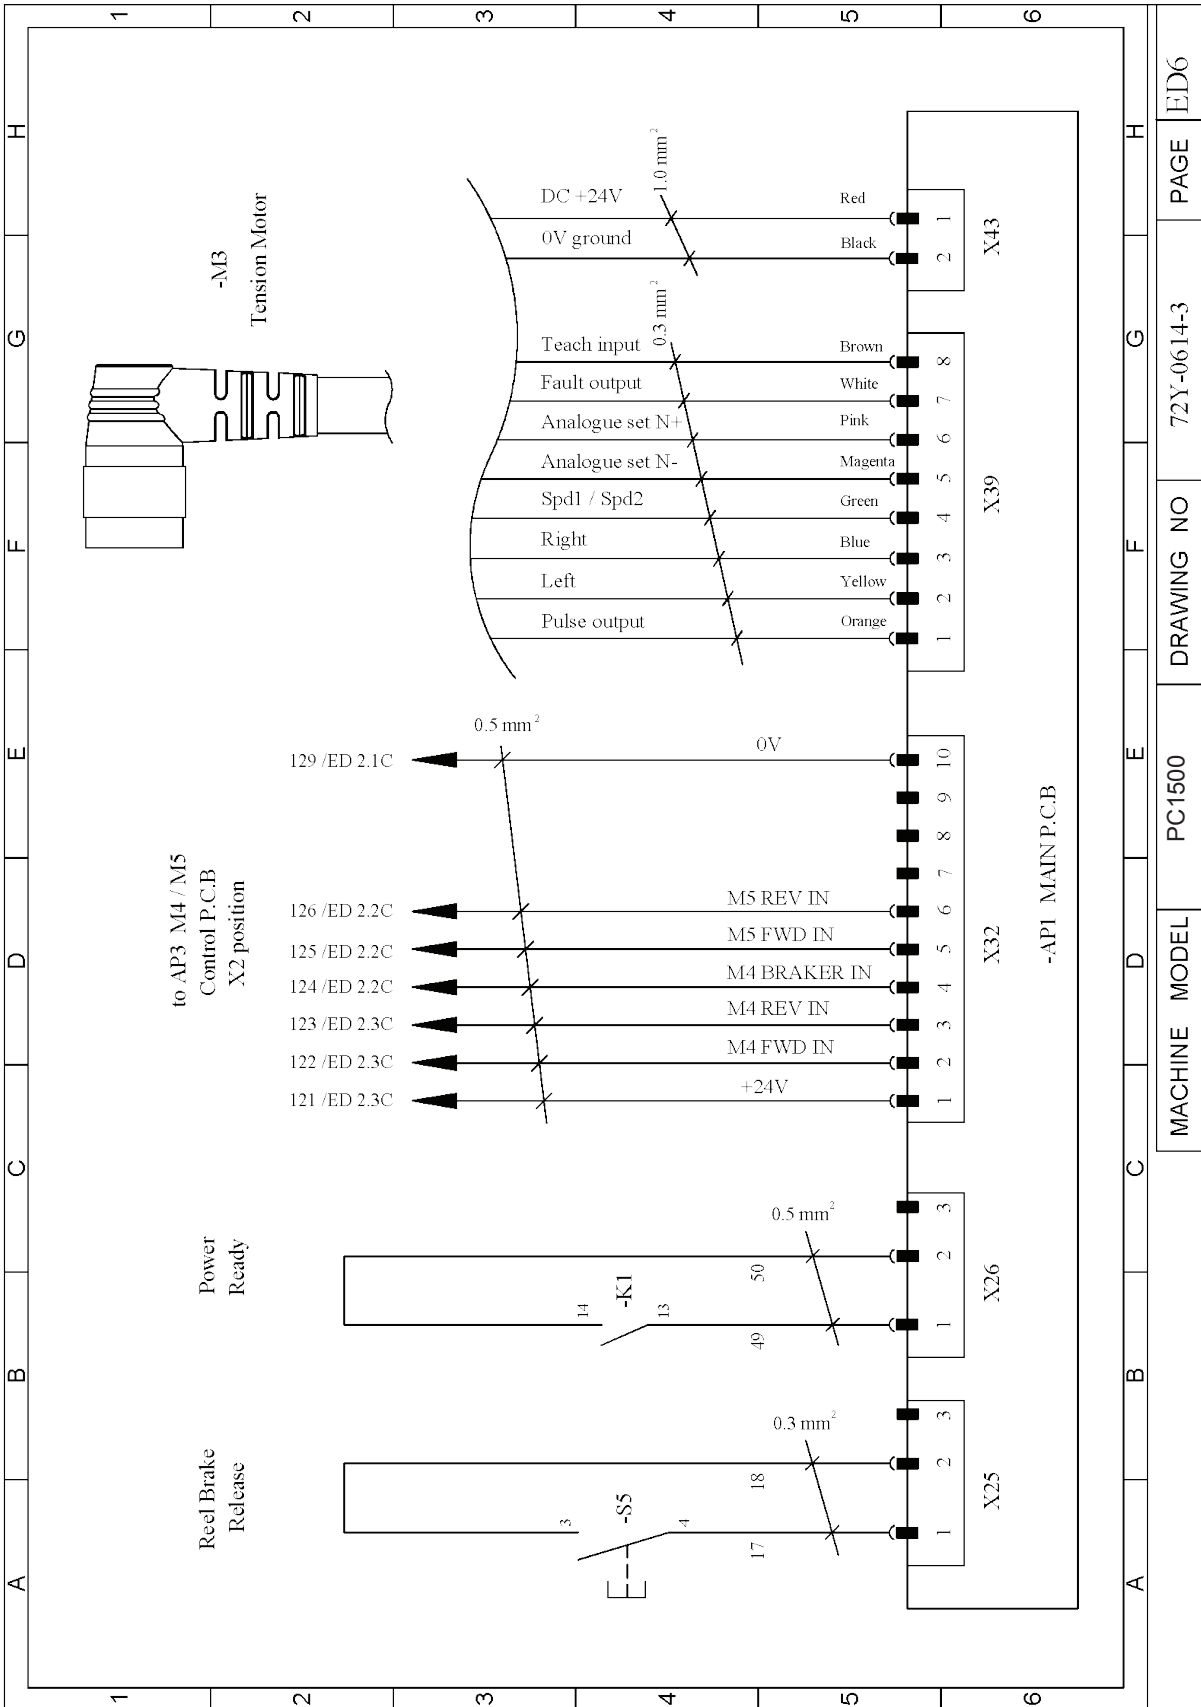 A B C D E F G H
1
2
3
4
5
6
Reel Brake
Release
Power
Ready
to AP3 M4 / M5
Control P.C.B
X2 position
-M3
Tension Motor
121 /ED 2.3C
122 /ED 2.3C
123 /ED 2.3C
124 /ED 2.2C
125 /ED 2.2C
126 /ED 2.2C
129 /ED 2.1C
0.5 mm²
3
-S5
4
17
18
0.3 mm²
14
-K1
13
49
50
0.5 mm²
+24V
M4 FWD IN
M4 REV IN
M4 BRAKER IN
M5 FWD IN
M5 REV IN
0V
Pulse output
Left
Right
Spd1 / Spd2
Analogue set N-
Analogue set N+
Fault output
Teach input
0.3 mm²
0V ground
DC +24V
1.0 mm²
Orange
Yellow
Blue
Green
Magenta
Pink
White
Brown
Black
Red
1 2 3
X25
1 2 3
X26
1 2 3 4 5 6 7 8 9 10
X32
1 2 3 4 5 6 7 8
X39
2 1
X43
-AP1 MAIN P.C.B
1
2
3
4
5
6
A B C D E F G H
MACHINE MODEL PC1500 DRAWING NO 72Y-0614-3 PAGE ED6